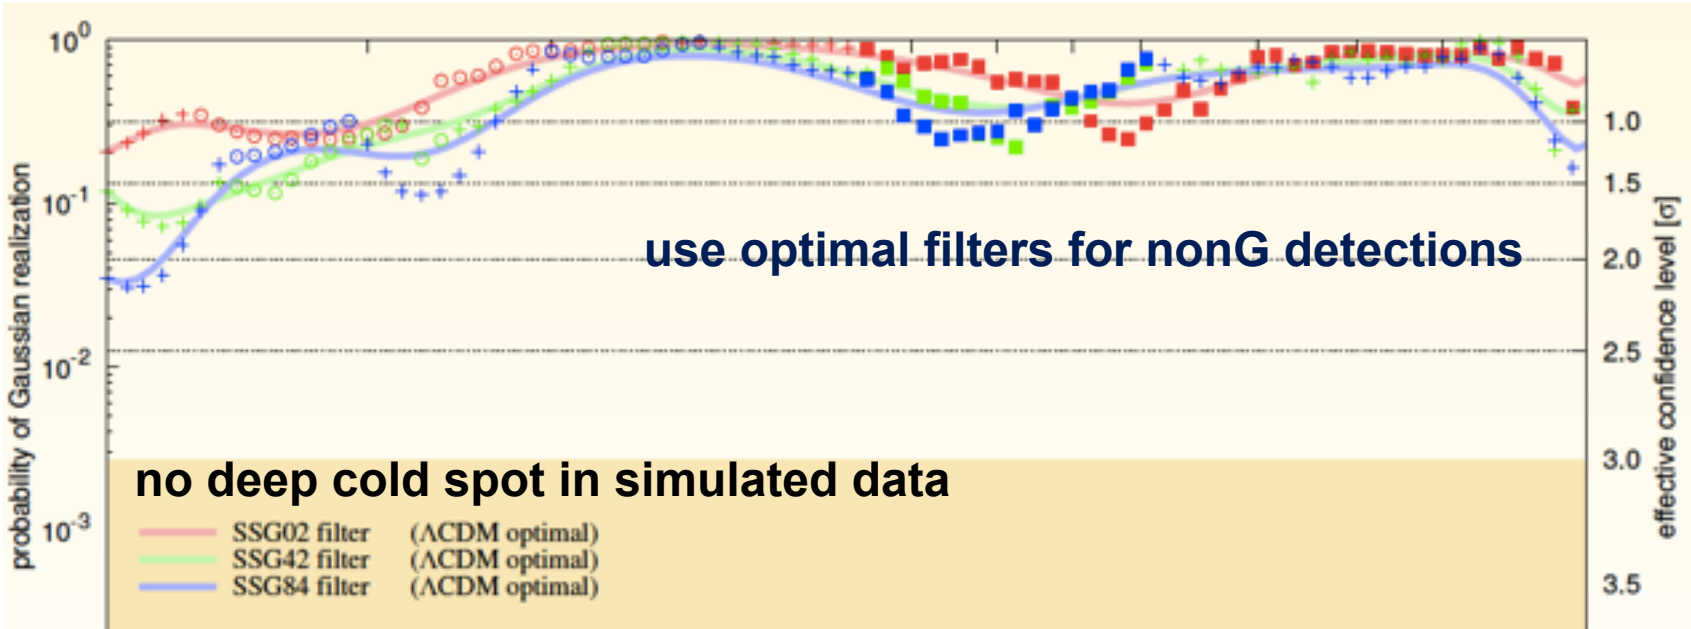 10^0
10^-1
10^-2
10^-3
probability of Gaussian realization
1.0
1.5
2.0
2.5
3.0
3.5
effective confidence level [σ]
use optimal filters for nonG detections
no deep cold spot in simulated data
SSG02 filter (ΛCDM optimal)
SSG42 filter (ΛCDM optimal)
SSG84 filter (ΛCDM optimal)